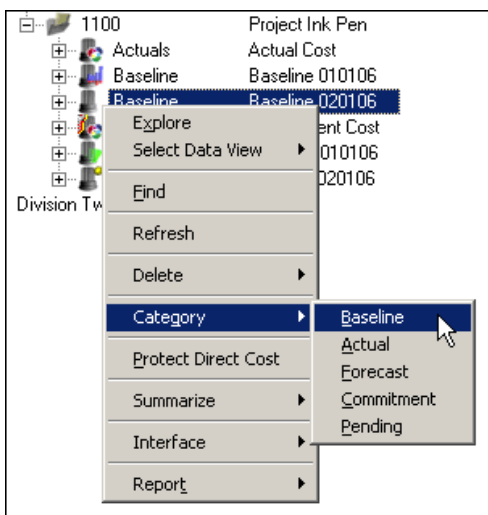 1100 Project Ink Pen
Actuals Actual Cost
Baseline Baseline 010106
Baseline Baseline 020106
ent Cost
010106
020106
Division Tw
Explore
Select Data View
Find
Refresh
Delete
Category
Protect Direct Cost
Summarize
Interface
Report
Baseline
Actual
Forecast
Commitment
Pending